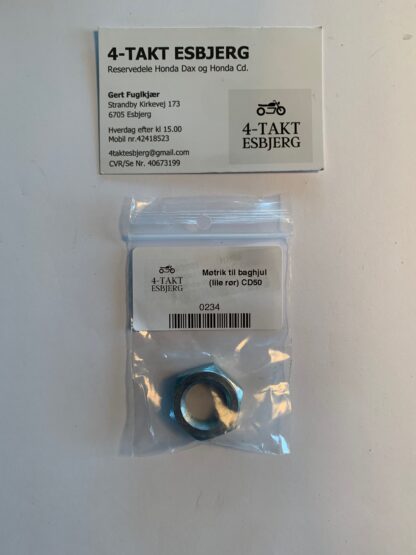 4-TAKT ESBJERG
Reservedele Honda Dax og Honda Cd.
Gert Fuglkjær
Strandby Kirkevej 173
6705 Esbjerg
Hverdag efter kl 15.00
Mobil nr.42418523
4taktesbjerg@gmail.com
CVR/Se Nr. 40673199
4-TAKT
ESBJERG
4-TAKT
ESBJERG
Møtrik til baghjul
(lile rør) CD50
0234